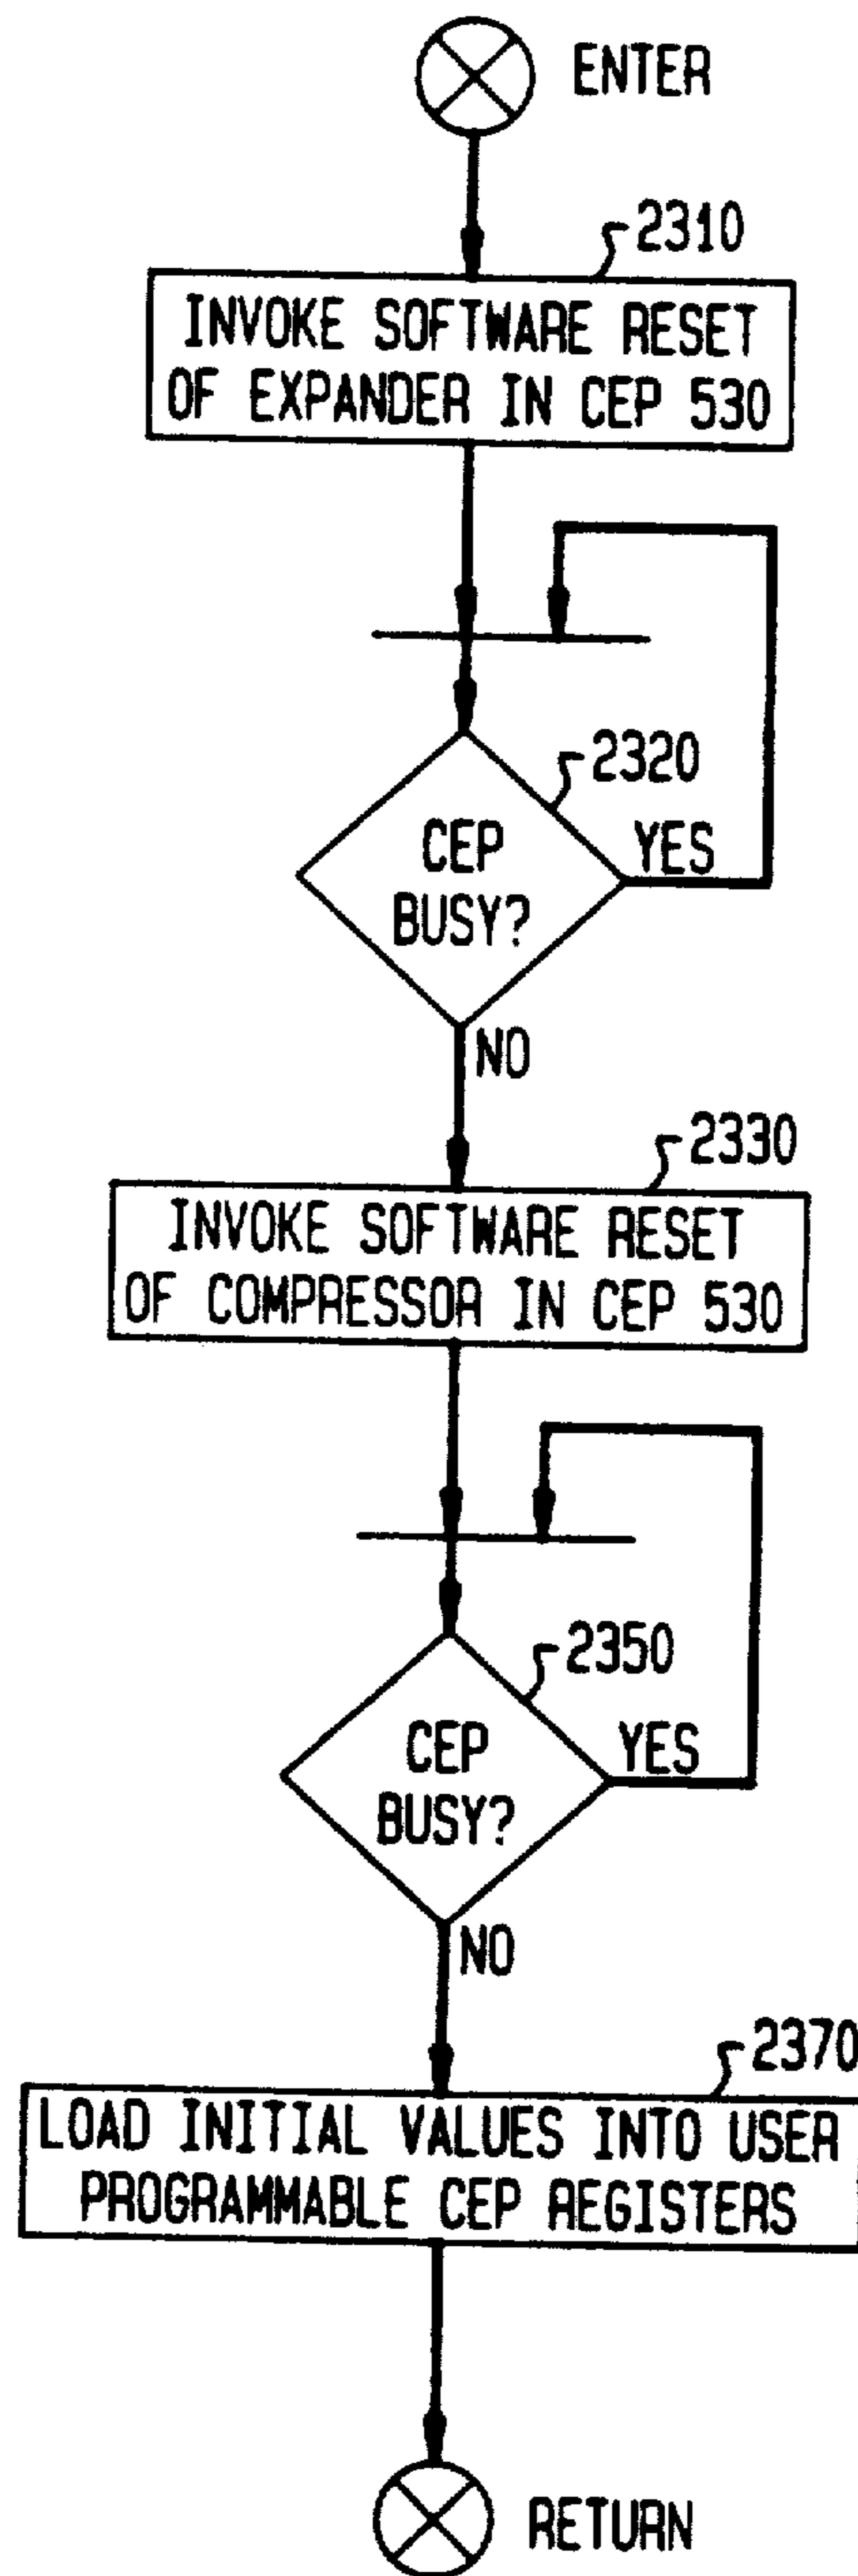 ENTER
2310
INVOKE SOFTWARE RESET
OF EXPANDER IN CEP 530
2320
CEP
BUSY?
YES
NO
2330
INVOKE SOFTWARE RESET
OF COMPRESSOR IN CEP 530
2350
CEP
BUSY?
YES
NO
2370
LOAD INITIAL VALUES INTO USER
PROGRAMMABLE CEP REGISTERS
RETURN